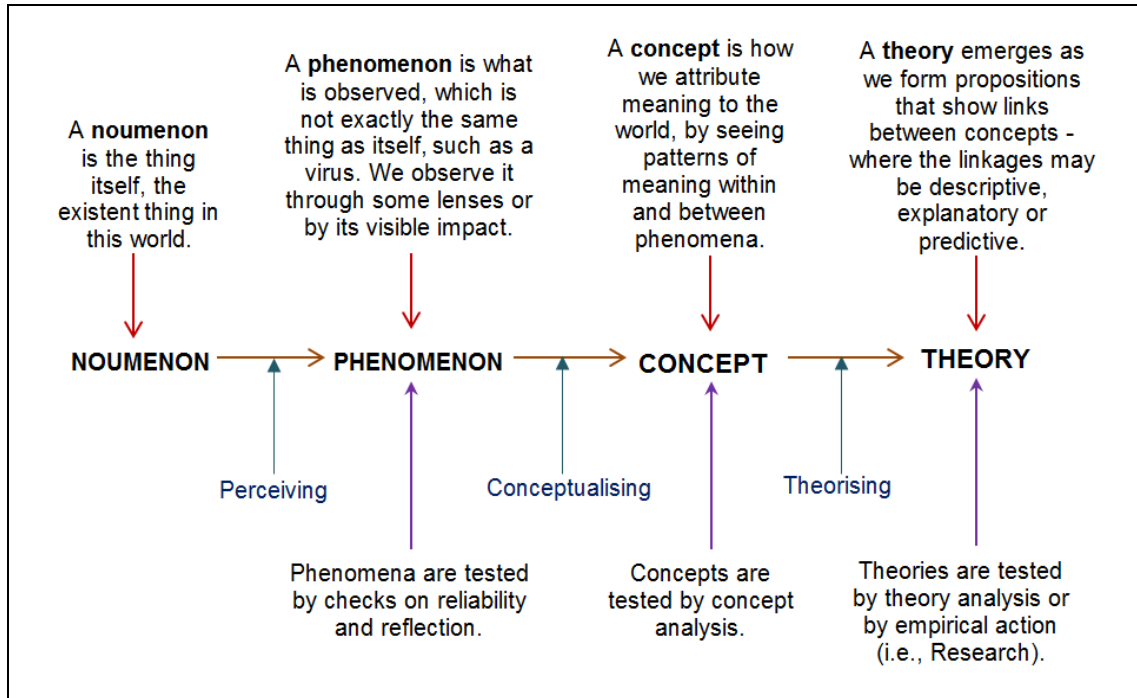 A noumenon
is the thing
itself, the
existent thing in
this world.
A phenomenon is what
is observed, which is
not exactly the same
thing as itself, such as a
virus. We observe it
through some lenses or
by its visible impact.
A concept is how
we attribute
meaning to the
world, by seeing
patterns of
meaning within
and between
phenomena.
A theory emerges as
we form propositions
that show links
between concepts -
where the linkages may
be descriptive,
explanatory or
predictive.
NOUMENON
PHENOMENON
CONCEPT
THEORY
Perceiving
Conceptualising
Theorising
Phenomena are tested
by checks on reliability
and reflection.
Concepts are
tested by concept
analysis.
Theories are tested
by theory analysis or
by empirical action
(i.e., Research).